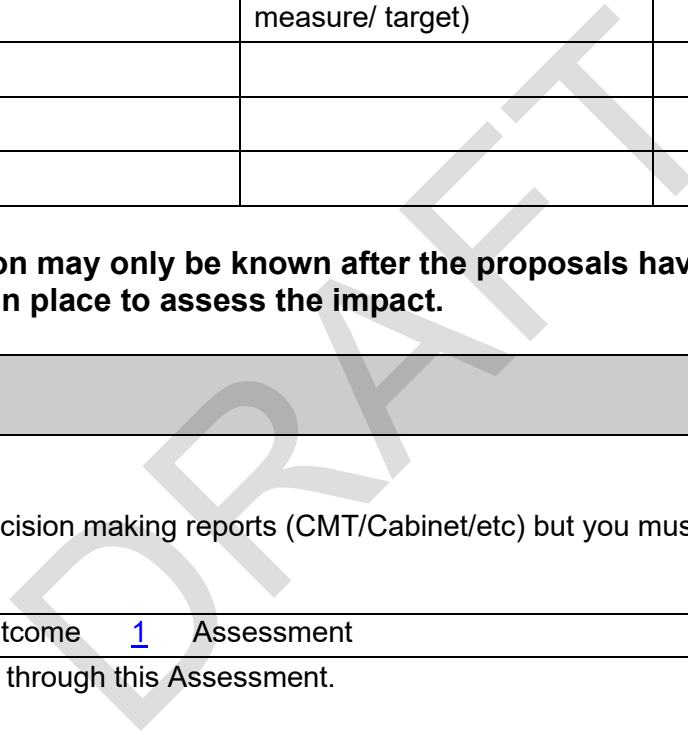 measure/ target)
on may only be known after the proposals hav
n place to assess the impact.
cision making reports (CMT/Cabinet/etc) but you mus
tcome 1 Assessment
through this Assessment.
DRAFT